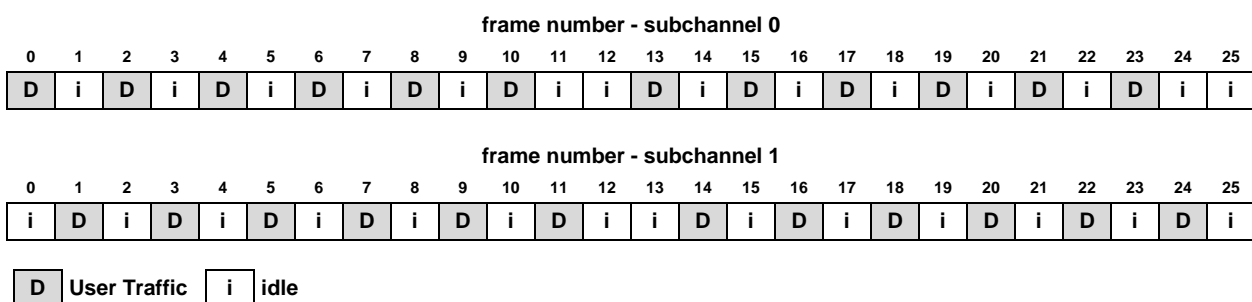 frame number - subchannel 0
0 1 2 3 4 5 6 7 8 9 10 11 12 13 14 15 16 17 18 19 20 21 22 23 24 25
D i D i D i D i D i D i i D i D i D i D i D i D i i
frame number - subchannel 1
0 1 2 3 4 5 6 7 8 9 10 11 12 13 14 15 16 17 18 19 20 21 22 23 24 25
i D i D i D i D i D i D i i D i D i D i D i D i D i
D User Traffic i idle